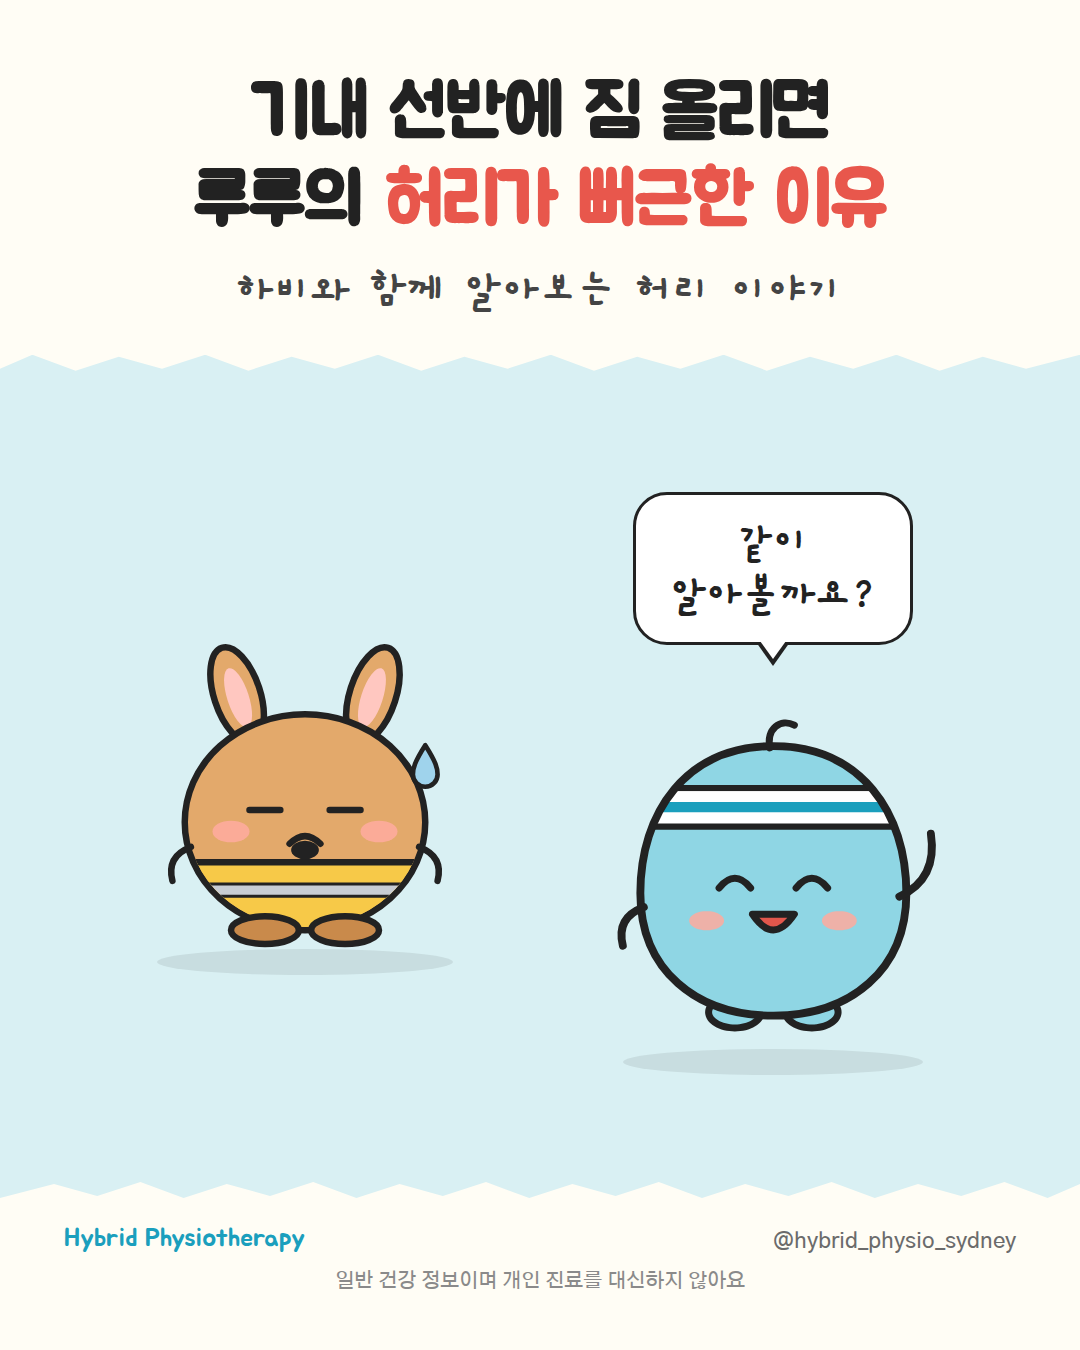 기내 선반에 짐 올리면
루루의 허리가 뻐근한 이유
하비와 함께 알아보는 허리 이야기
같이
알아볼까요?
Hybrid Physiotherapy
@hybrid_physio_sydney
일반 건강 정보이며 개인 진료를 대신하지 않아요